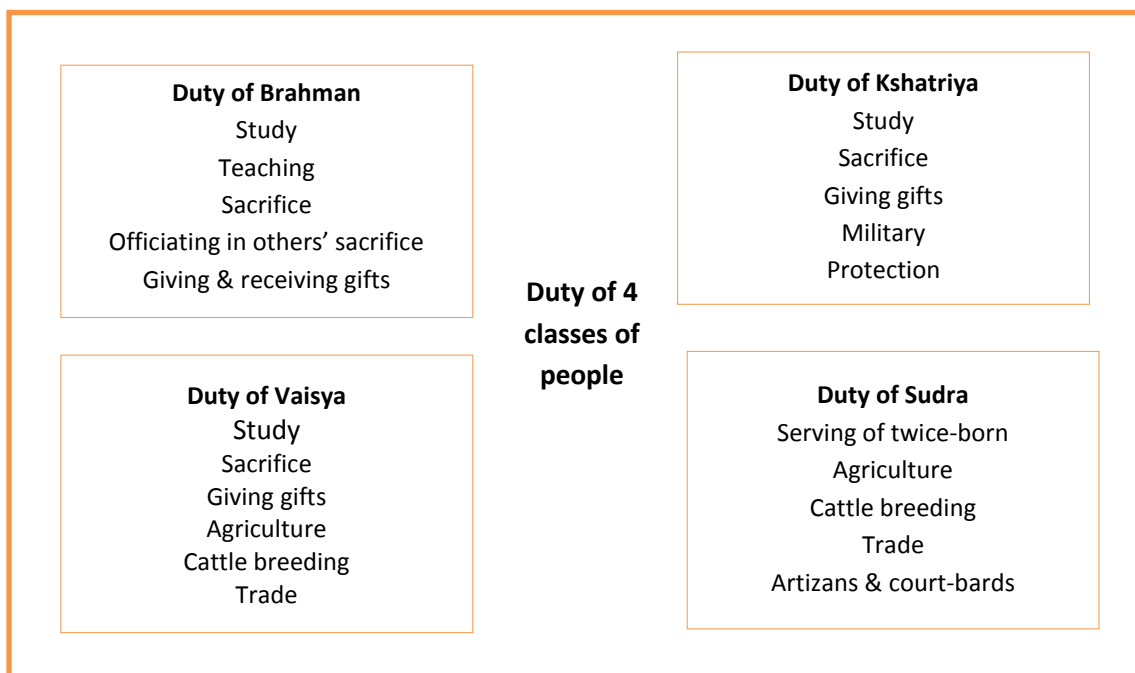 Duty of Brahman
Study
Teaching
Sacrifice
Officiating in others’ sacrifice
Giving & receiving gifts
Duty of Kshatriya
Study
Sacrifice
Giving gifts
Military
Protection
Duty of 4
classes of
people
Duty of Vaisya
Study
Sacrifice
Giving gifts
Agriculture
Cattle breeding
Trade
Duty of Sudra
Serving of twice-born
Agriculture
Cattle breeding
Trade
Artizans & court-bards